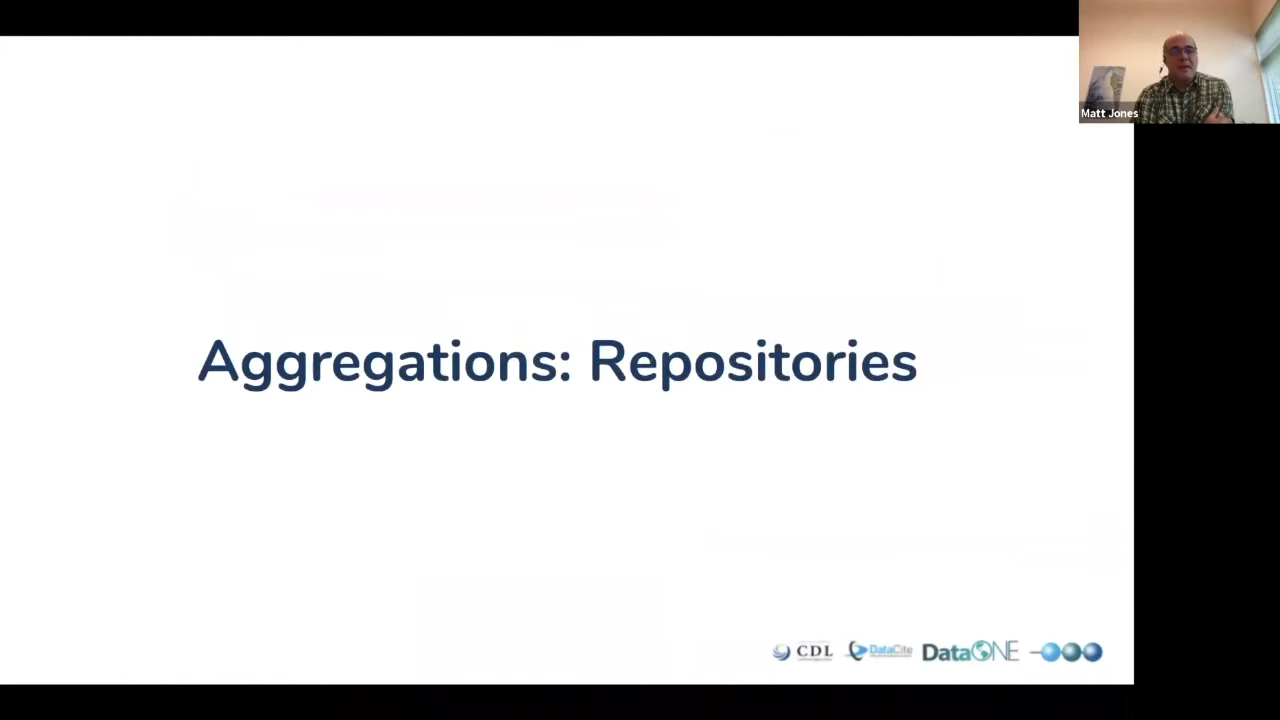 Matt Jones
Aggregations: Repositories
CDL
DataCite
DataONE